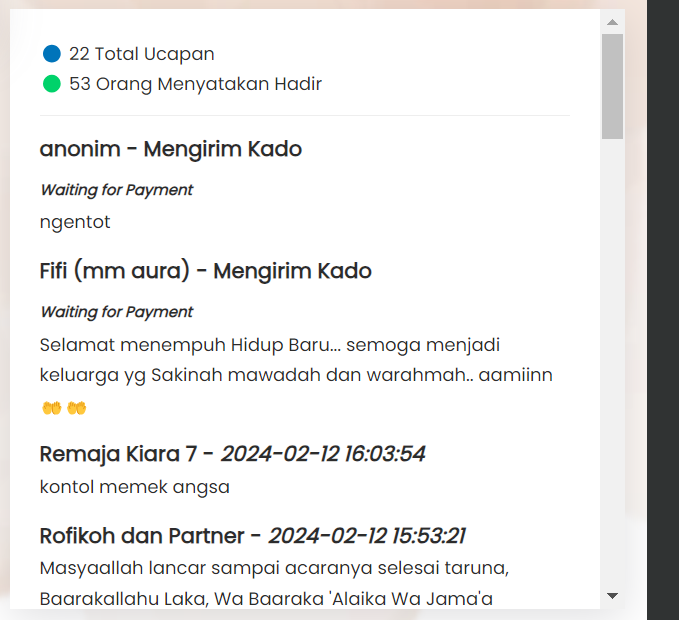 22 Total Ucapan
53 Orang Menyatakan Hadir
anonim - Mengirim Kado
Waiting for Payment
ngentot
Fifi (mm aura) - Mengirim Kado
Waiting for Payment
Selamat menempuh Hidup Baru... semoga menjadi
keluarga yg Sakinah mawadah dan warahmah.. aamiinn
🤲 🤲
Remaja Kiara 7 - 2024-02-12 16:03:54
kontol memek angsa
Rofikoh dan Partner - 2024-02-12 15:53:21
Masyaallah lancar sampai acaranya selesai taruna,
Baarakallahu Laka, Wa Baaraka 'Alaika Wa Jama'a